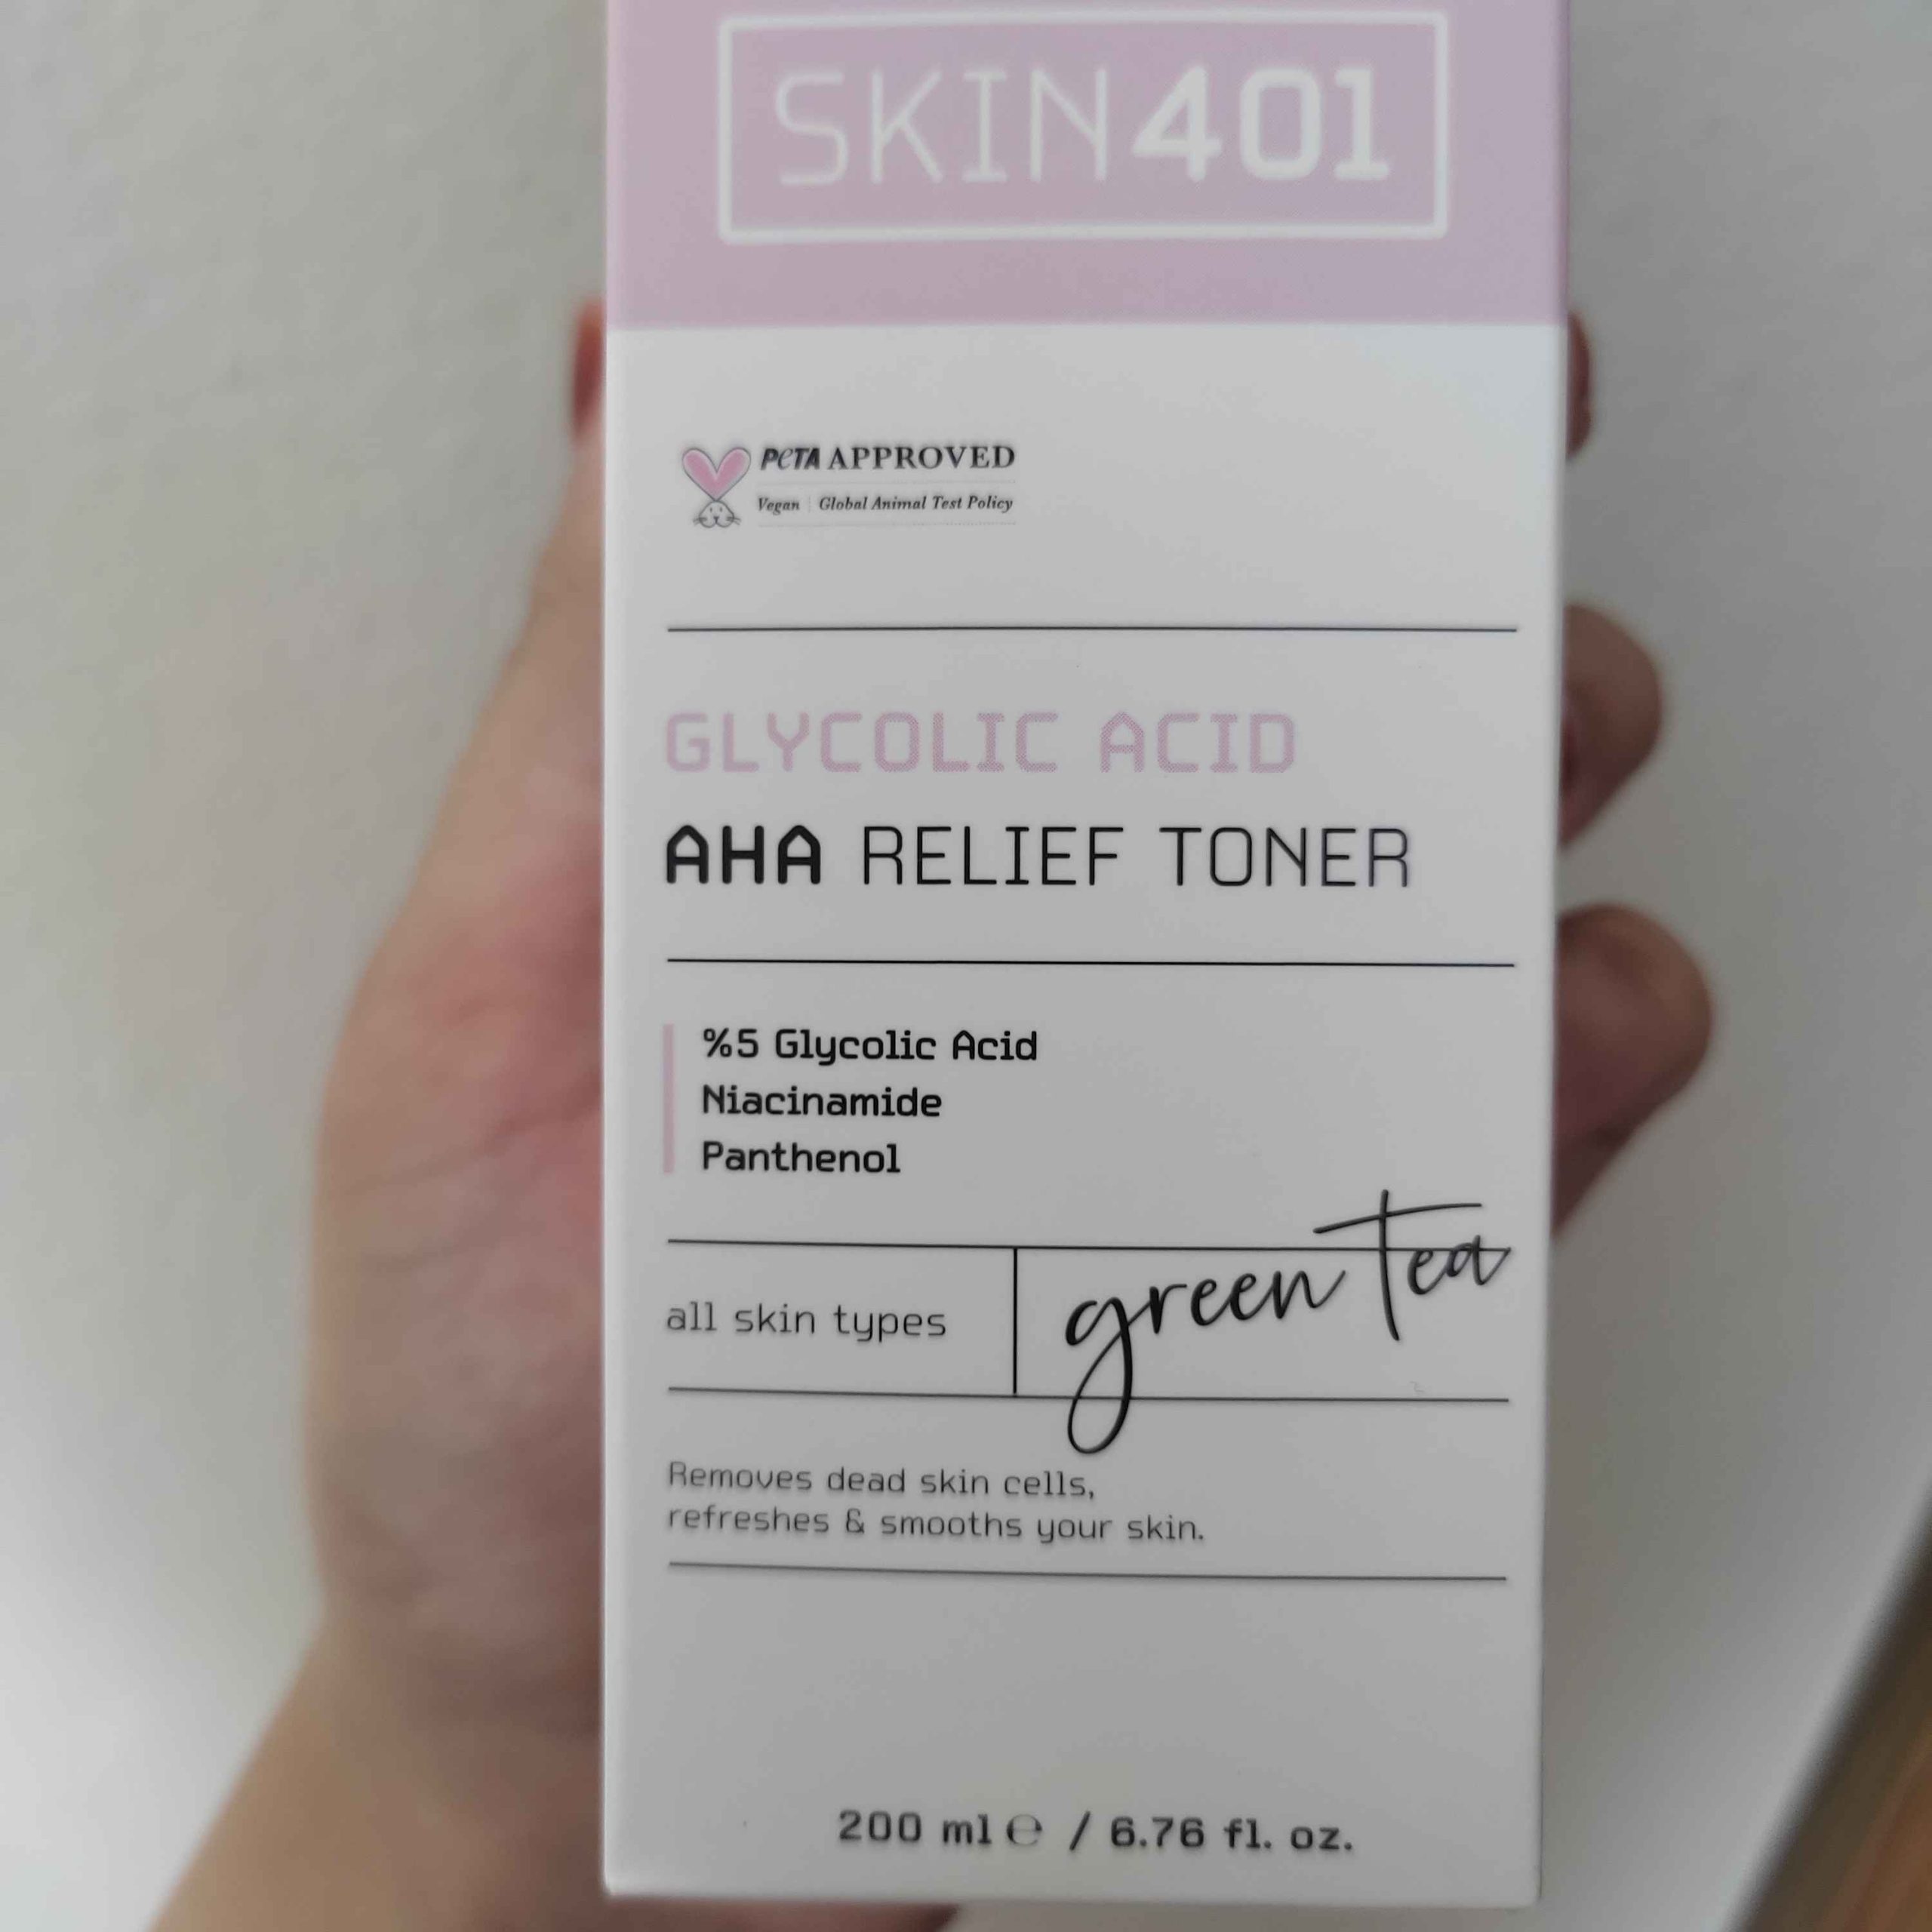 SKIN401
PETA APPROVED
Vegan | Global Animal Test Policy
GLYCOLIC ACID
AHA RELIEF TONER
%5 Glycolic Acid
Niacinamide
Panthenol
all skin types
green tea
Removes dead skin cells,
refreshes & smooths your skin.
200 ml ℮ / 6.76 fl. oz.